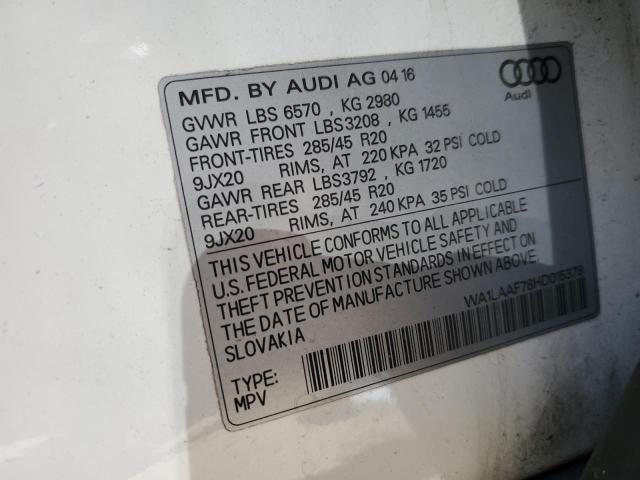 MFD. BY AUDI AG 04 16
Audi
GVWR LBS 6570 , KG 2980
GAWR FRONT LBS3208 , KG 1455
FRONT-TIRES 285/45 R20
9JX20 RIMS, AT 220 KPA 32 PSI COLD
GAWR REAR LBS3792 , KG 1720
REAR-TIRES 285/45 R20
9JX20 RIMS, AT 240 KPA 35 PSI COLD
THIS VEHICLE CONFORMS TO ALL APPLICABLE
U.S. FEDERAL MOTOR VEHICLE SAFETY AND
THEFT PREVENTION STANDARDS IN EFFECT ON
THE DATE OF MANUFACTURE SHOWN ABOVE.
SLOVAKIA
WA1LAAF78HD015378
TYPE:
MPV